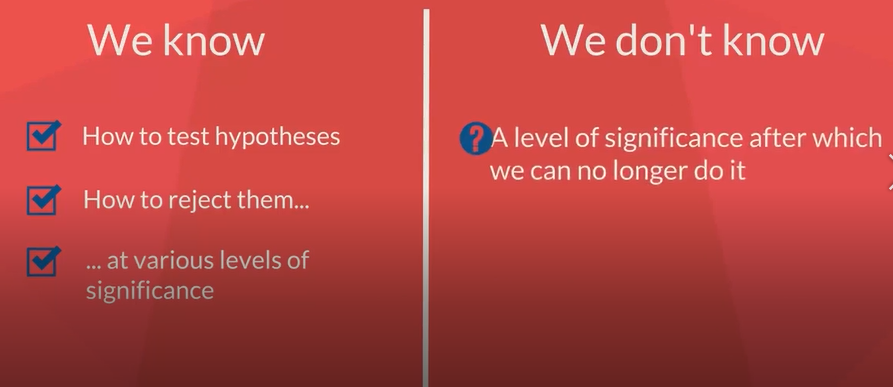 We know
How to test hypotheses
How to reject them...
... at various levels of
significance
We don't know
?
A level of significance after which
we can no longer do it